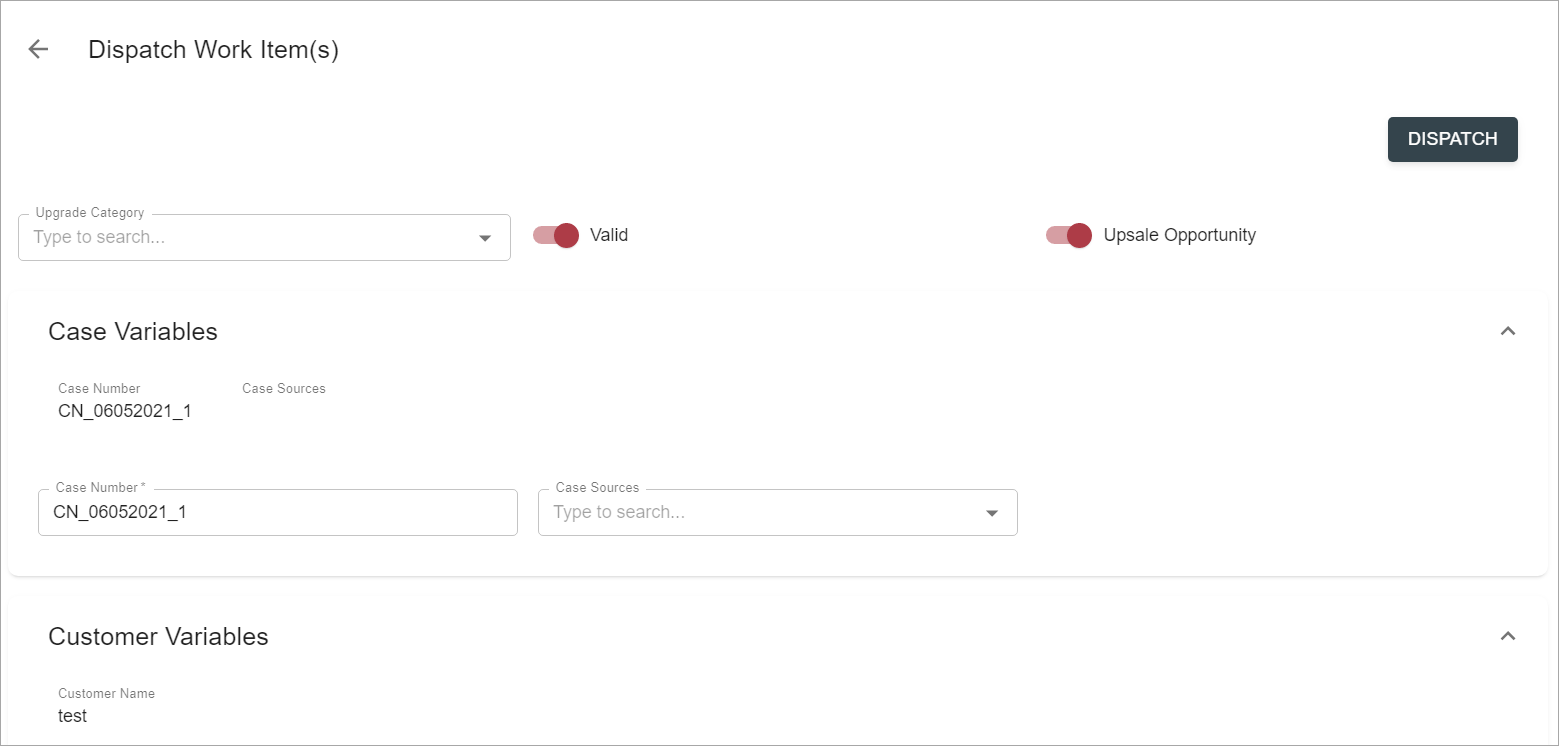 Dispatch Work Item(s)
DISPATCH
Upgrade Category
Type to search...
Valid
Upsale Opportunity
Case Variables
Case Number
Case Sources
CN_06052021_1
Case Number *
Case Sources
CN_06052021_1
Type to search...
Customer Variables
Customer Name
test